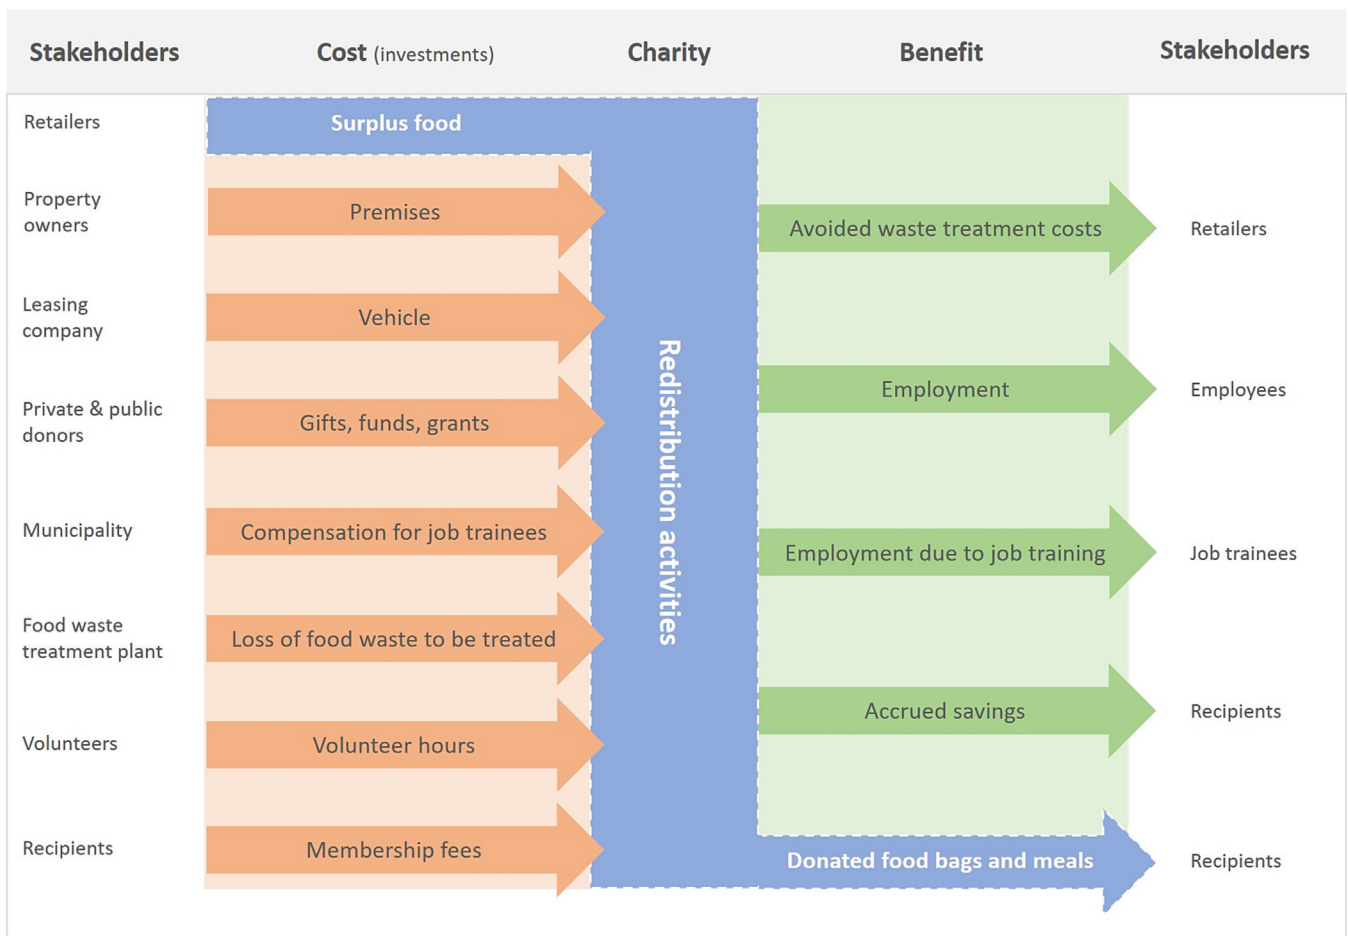 Stakeholders
Cost (investments)
Charity
Benefit
Stakeholders
Retailers
Surplus food
Property
owners
Premises
Avoided waste treatment costs
Retailers
Leasing
company
Vehicle
Redistribution activities
Employment
Employees
Private & public
donors
Gifts, funds, grants
Municipality
Compensation for job trainees
Employment due to job training
Job trainees
Food waste
treatment plant
Loss of food waste to be treated
Accrued savings
Recipients
Volunteers
Volunteer hours
Recipients
Membership fees
Donated food bags and meals
Recipients